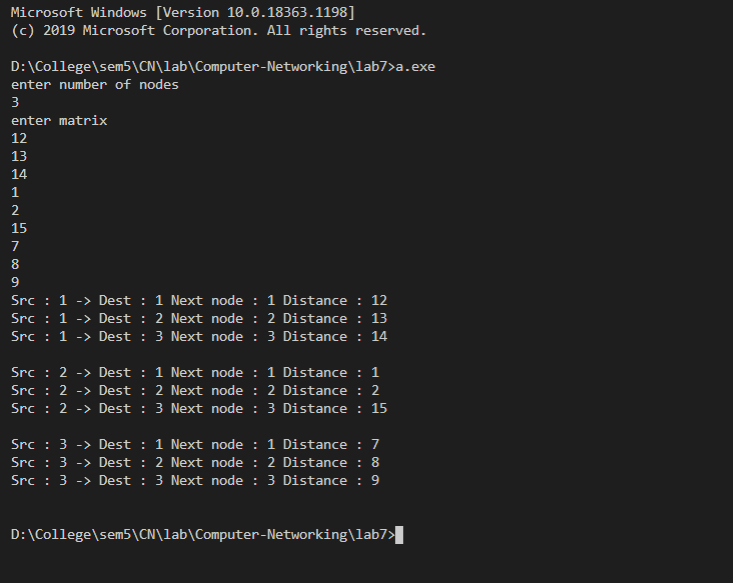 Microsoft Windows [Version 10.0.18363.1198]
(c) 2019 Microsoft Corporation. All rights reserved.
D:\College\sem5\CN\lab\Computer-Networking\lab7>a.exe
enter number of nodes
3
enter matrix
12
13
14
1
2
15
7
8
9
Src : 1 -> Dest : 1 Next node : 1 Distance : 12
Src : 1 -> Dest : 2 Next node : 2 Distance : 13
Src : 1 -> Dest : 3 Next node : 3 Distance : 14
Src : 2 -> Dest : 1 Next node : 1 Distance : 1
Src : 2 -> Dest : 2 Next node : 2 Distance : 2
Src : 2 -> Dest : 3 Next node : 3 Distance : 15
Src : 3 -> Dest : 1 Next node : 1 Distance : 7
Src : 3 -> Dest : 2 Next node : 2 Distance : 8
Src : 3 -> Dest : 3 Next node : 3 Distance : 9
D:\College\sem5\CN\lab\Computer-Networking\lab7>